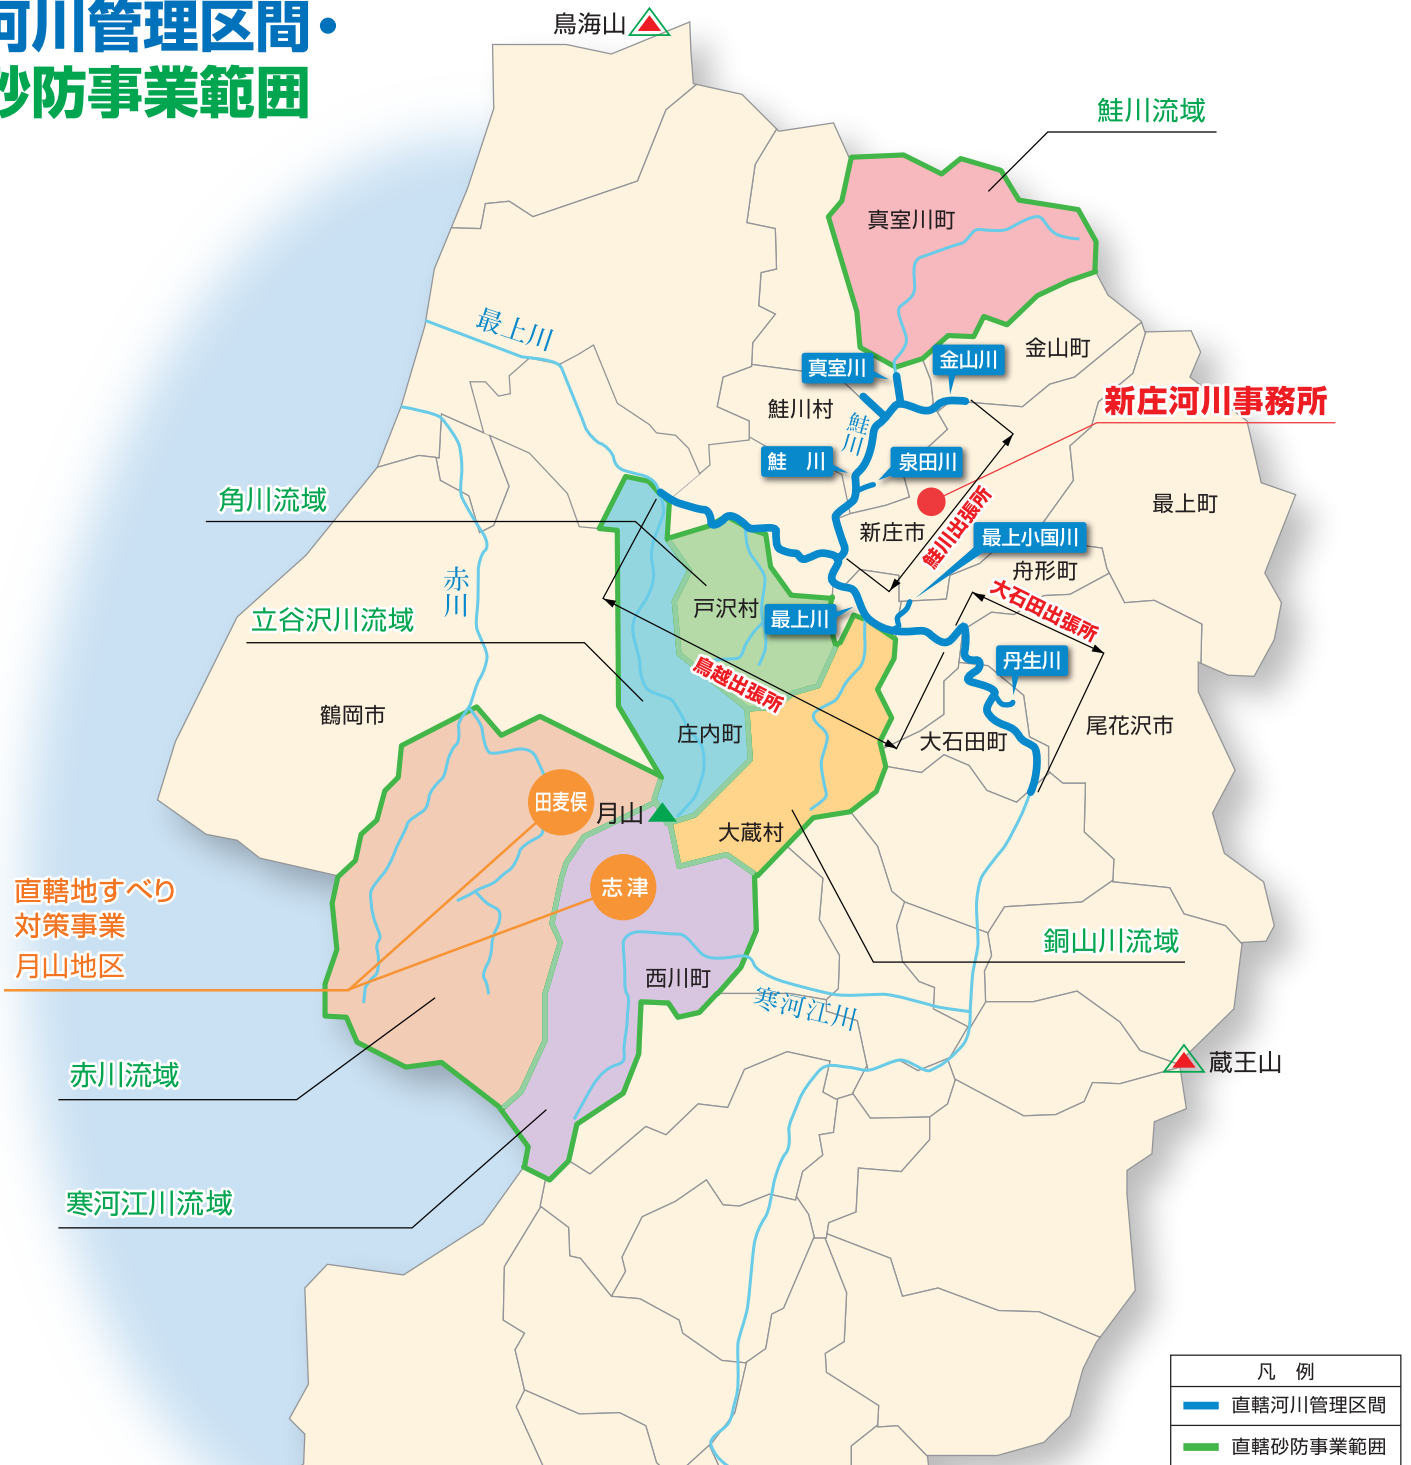 河川管理区間・
砂防事業範囲
鳥海山
鮭川流域
真室川町
最上川
金山町
真室川
金山川
新庄河川事務所
鮭川村
鮭川
鮭　川
泉田川
角川流域
最上町
新庄市
鮭川出張所
最上小国川
舟形町
赤川
戸沢村
最上川
大石田出張所
立谷沢川流域
丹生川
鳥越出張所
鶴岡市
庄内町
大石田町
尾花沢市
田麦俣
月山
大蔵村
志津
直轄地すべり
対策事業
月山地区
銅山川流域
西川町
寒河江川
蔵王山
赤川流域
寒河江川流域
凡　例
直轄河川管理区間
直轄砂防事業範囲